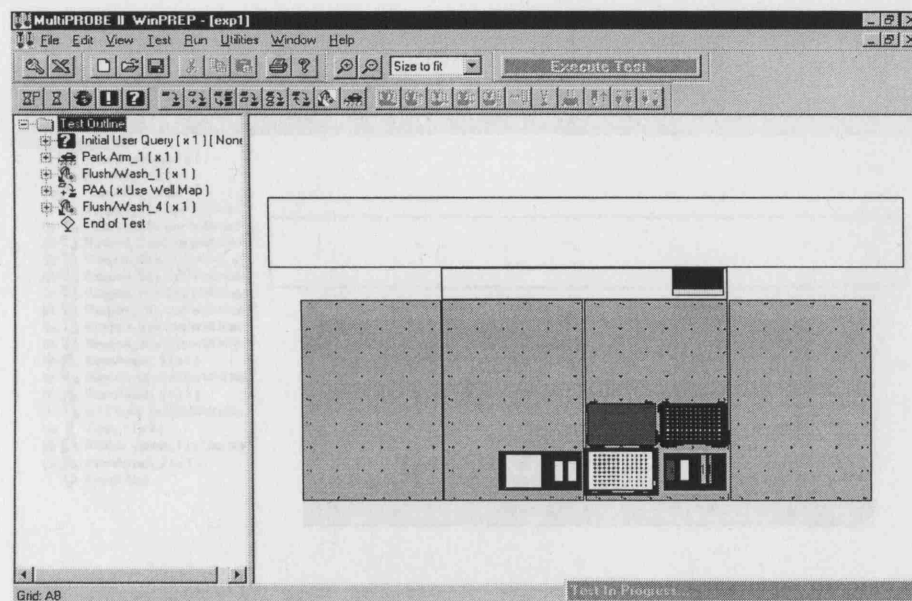 MultiPROBE II WinPREP - [exp1]
File Edit View Test Run Utilities Window Help
Size to fit
Execute Test
Test Outline
Initial User Query ( x 1 ) [ None
Park Arm_1 ( x 1 )
Flush/Wash_1 ( x 1 )
PAA ( x Use Well Map )
Flush/Wash_4 ( x 1 )
End of Test
Grid: A8
Test In Progress...